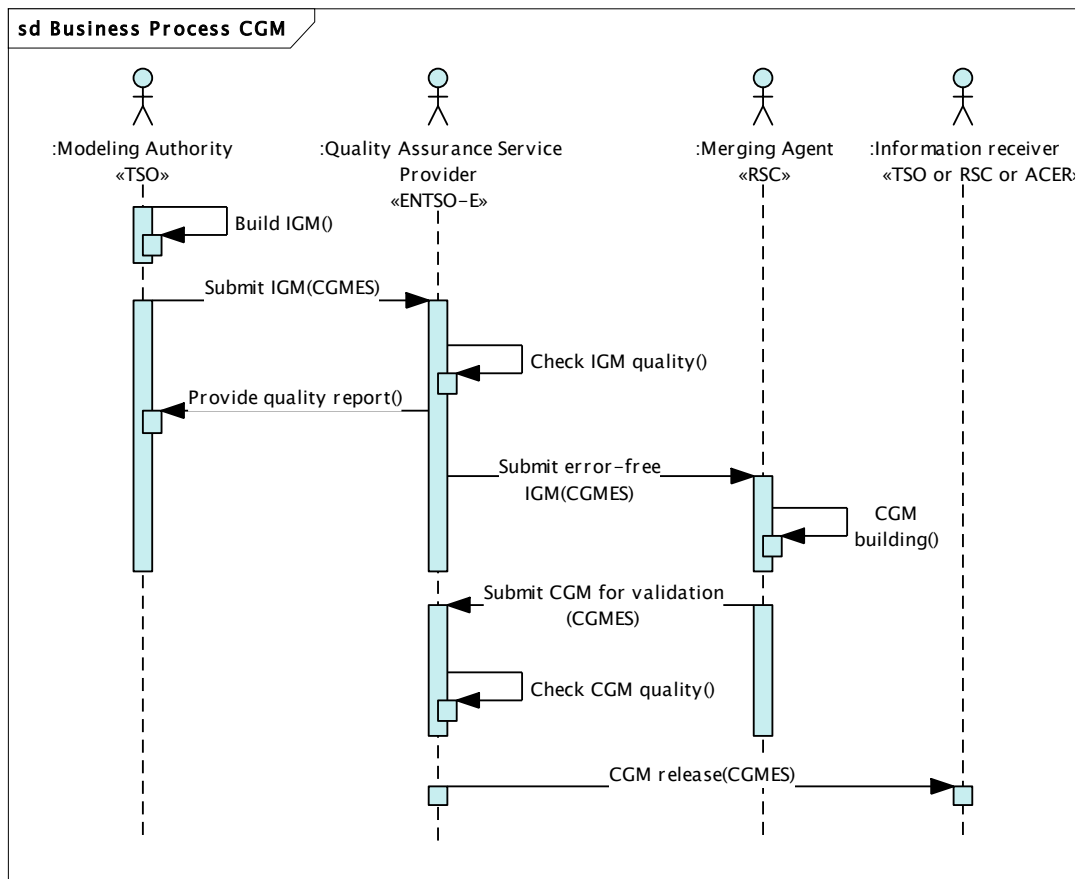 sd Business Process CGM
:Modeling Authority
«TSO»
:Quality Assurance Service
Provider
«ENTSO-E»
:Merging Agent
«RSC»
:Information receiver
«TSO or RSC or ACER»
Build IGM()
Submit IGM(CGMES)
Check IGM quality()
Provide quality report()
Submit error-free
IGM(CGMES)
CGM
building()
Submit CGM for validation
(CGMES)
Check CGM quality()
CGM release(CGMES)